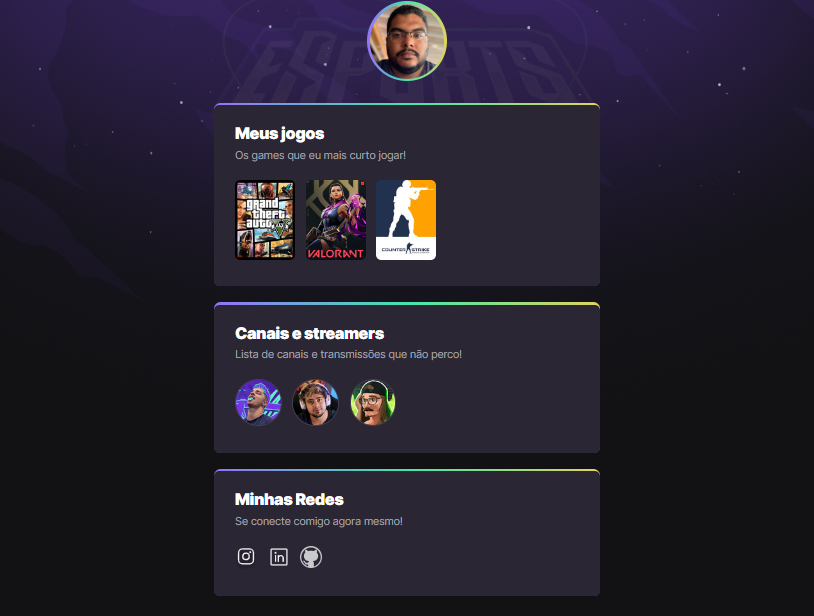 ESPORTS
Meus jogos
Os games que eu mais curto jogar!
grand
theft
auto
V
VALORANT
COUNTER STRIKE
Canais e streamers
Lista de canais e transmissões que não perco!
Minhas Redes
Se conecte comigo agora mesmo!
in